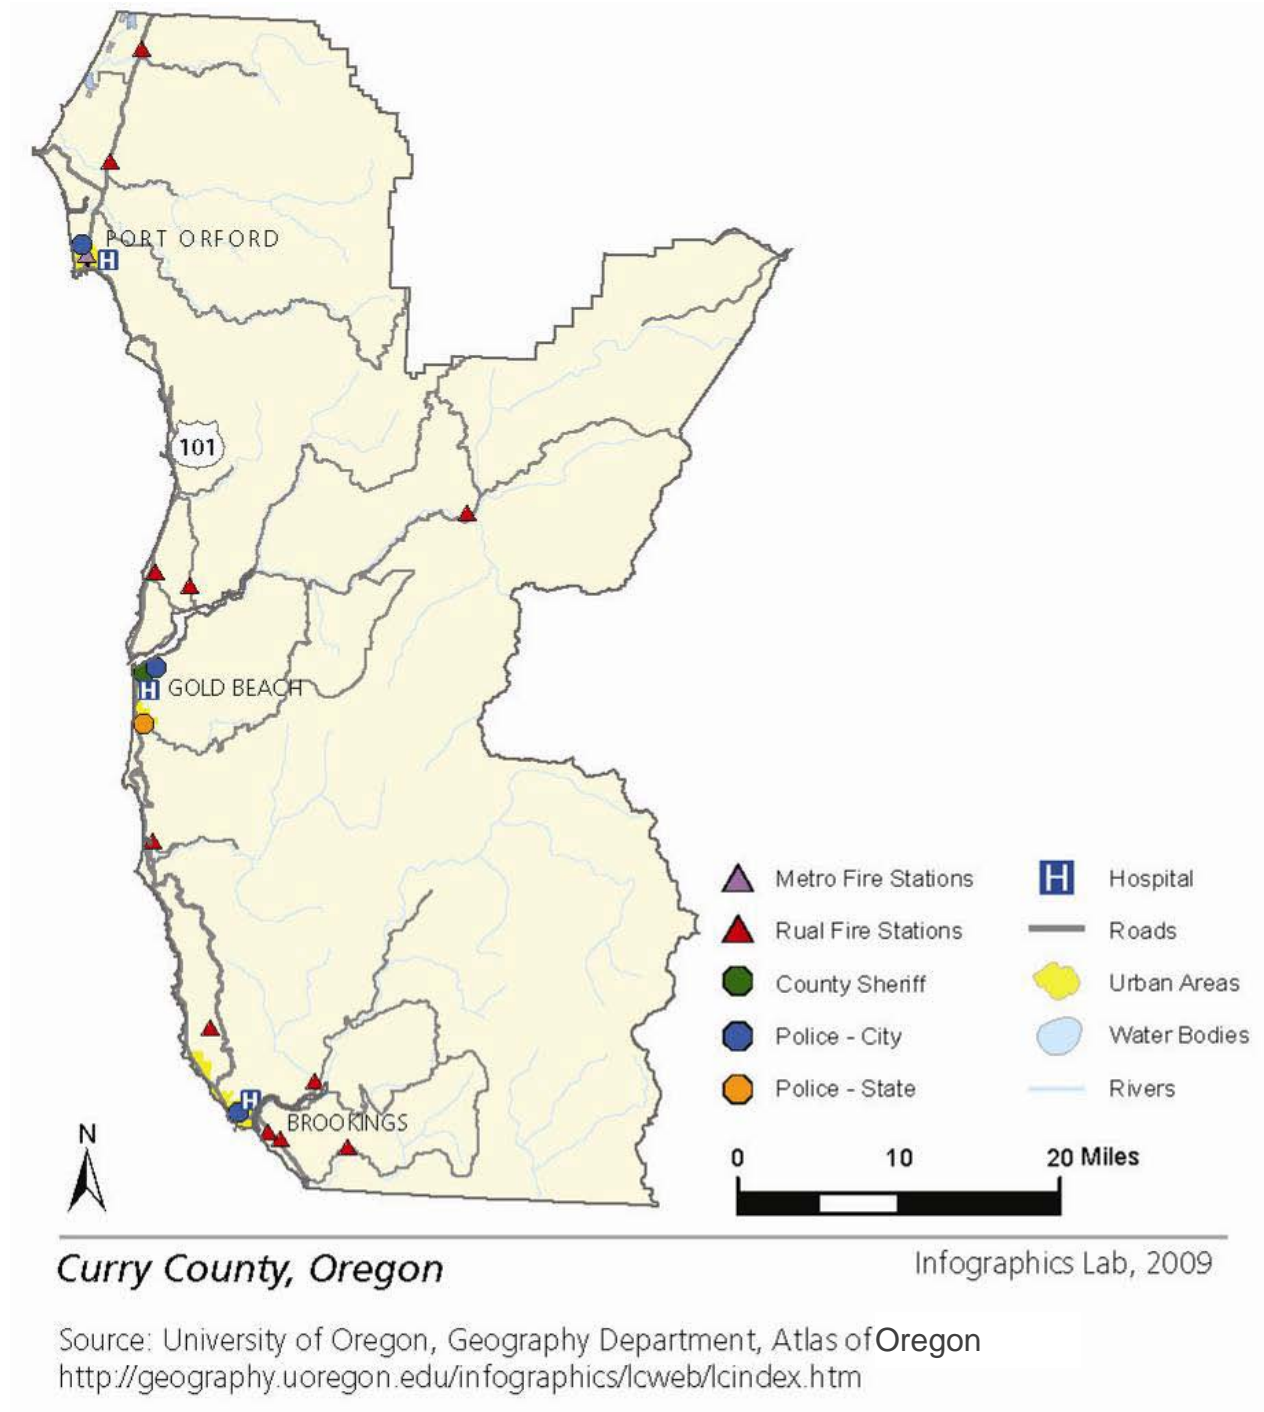 PORT ORFORD
H
101
GOLD BEACH
H
H
BROOKINGS
N
Metro Fire Stations
Rual Fire Stations
County Sheriff
Police - City
Police - State
H Hospital
Roads
Urban Areas
Water Bodies
Rivers
0 10 20 Miles
Curry County, Oregon
Infographics Lab, 2009
Source: University of Oregon, Geography Department, Atlas of Oregon
http://geography.uoregon.edu/infographics/lcweb/lcindex.htm